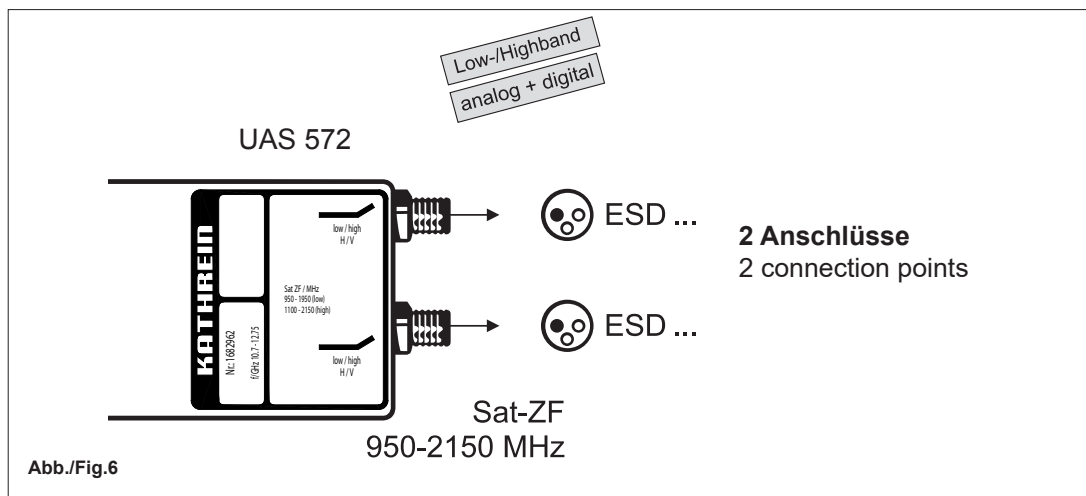 Low-/Highband
analog + digital
UAS 572
KATHREIN
Nr.:1682962
f/GHz 10.7 - 12.75
low / high
H / V
Sat ZF / MHz
950 - 1950 (low)
1100 - 2150 (high)
low / high
H / V
ESD ...
ESD ...
2 Anschlüsse
2 connection points
Sat-ZF
950-2150 MHz
Abb./Fig.6